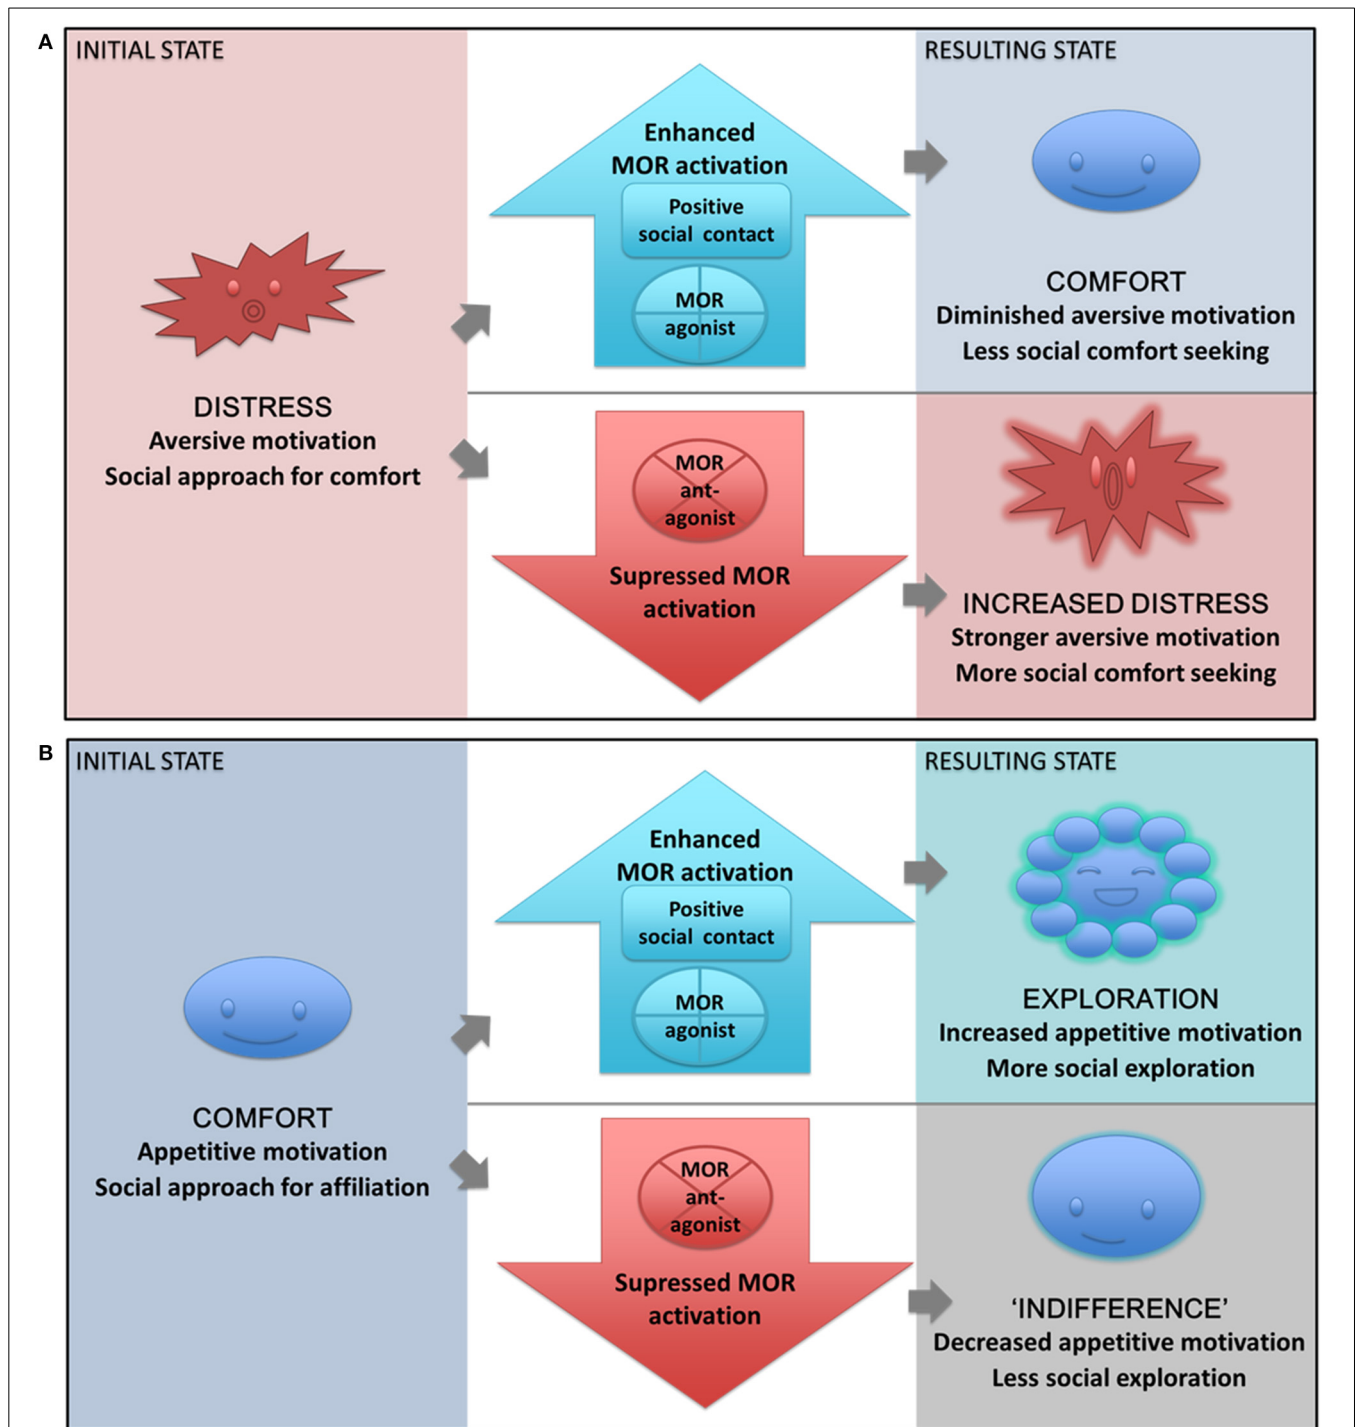 A
INITIAL STATE
DISTRESS
Aversive motivation
Social approach for comfort
Enhanced
MOR activation
Positive
social contact
MOR
agonist
MOR
ant-
agonist
Supressed MOR
activation
RESULTING STATE
COMFORT
Diminished aversive motivation
Less social comfort seeking
INCREASED DISTRESS
Stronger aversive motivation
More social comfort seeking
B
INITIAL STATE
COMFORT
Appetitive motivation
Social approach for affiliation
Enhanced
MOR activation
Positive
social contact
MOR
agonist
MOR
ant-
agonist
Supressed MOR
activation
RESULTING STATE
EXPLORATION
Increased appetitive motivation
More social exploration
‘INDIFFERENCE’
Decreased appetitive motivation
Less social exploration